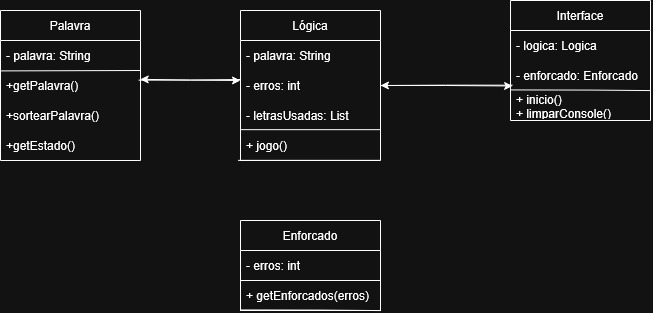 Palavra
- palavra: String
+getPalavra()
+sortearPalavra()
+getEstado()
Lógica
- palavra: String
- erros: int
- letrasUsadas: List
+ jogo()
Interface
- logica: Logica
- enforcado: Enforcado
+ inicio()
+ limparConsole()
Enforcado
- erros: int
+ getEnforcados(erros)